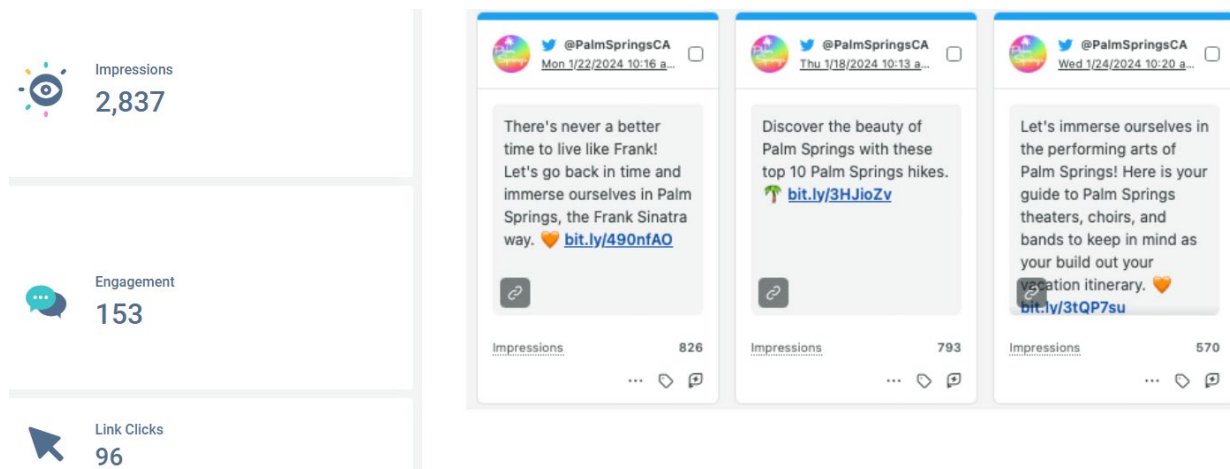 Impressions
2,837
Engagement
153
Link Clicks
96
@PalmSpringsCA
Mon 1/22/2024 10:16 a...
There's never a better
time to live like Frank!
Let's go back in time and
immerse ourselves in Palm
Springs, the Frank Sinatra
way. 🧡 bit.ly/490nfAO
Impressions 826
@PalmSpringsCA
Thu 1/18/2024 10:13 a...
Discover the beauty of
Palm Springs with these
top 10 Palm Springs hikes.
🌴 bit.ly/3HJioZv
Impressions 793
@PalmSpringsCA
Wed 1/24/2024 10:20 a...
Let's immerse ourselves in
the performing arts of
Palm Springs! Here is your
guide to Palm Springs
theaters, choirs, and
bands to keep in mind as
your build out your
vacation itinerary. 🧡
bit.ly/3tQP7su
Impressions 570